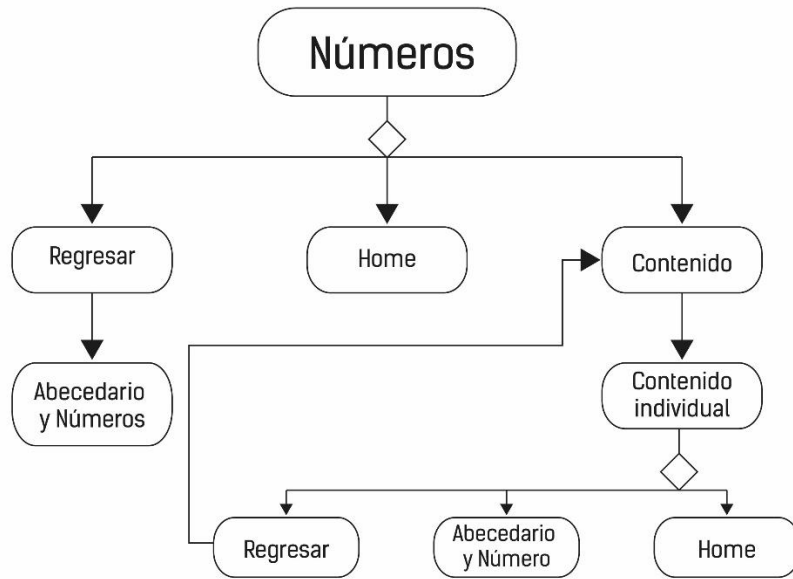 Números
Regresar
Home
Contenido
Abecedario
y Números
Contenido
individual
Regresar
Abecedario
y Número
Home